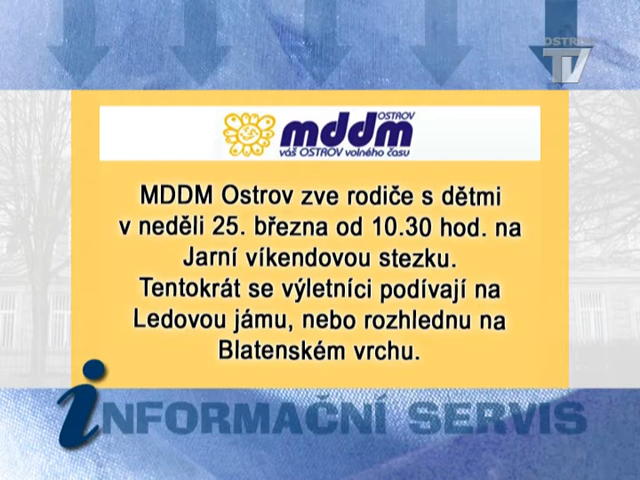 OSTROV
TV
OSTROV
mddm
váš OSTROV volného času
MDDM Ostrov zve rodiče s dětmi
v neděli 25. března od 10.30 hod. na
Jarní víkendovou stezku.
Tentokrát se výletníci podívají na
Ledovou jámu, nebo rozhlednu na
Blatenském vrchu.
iNFORMAČNÍ SERVIS